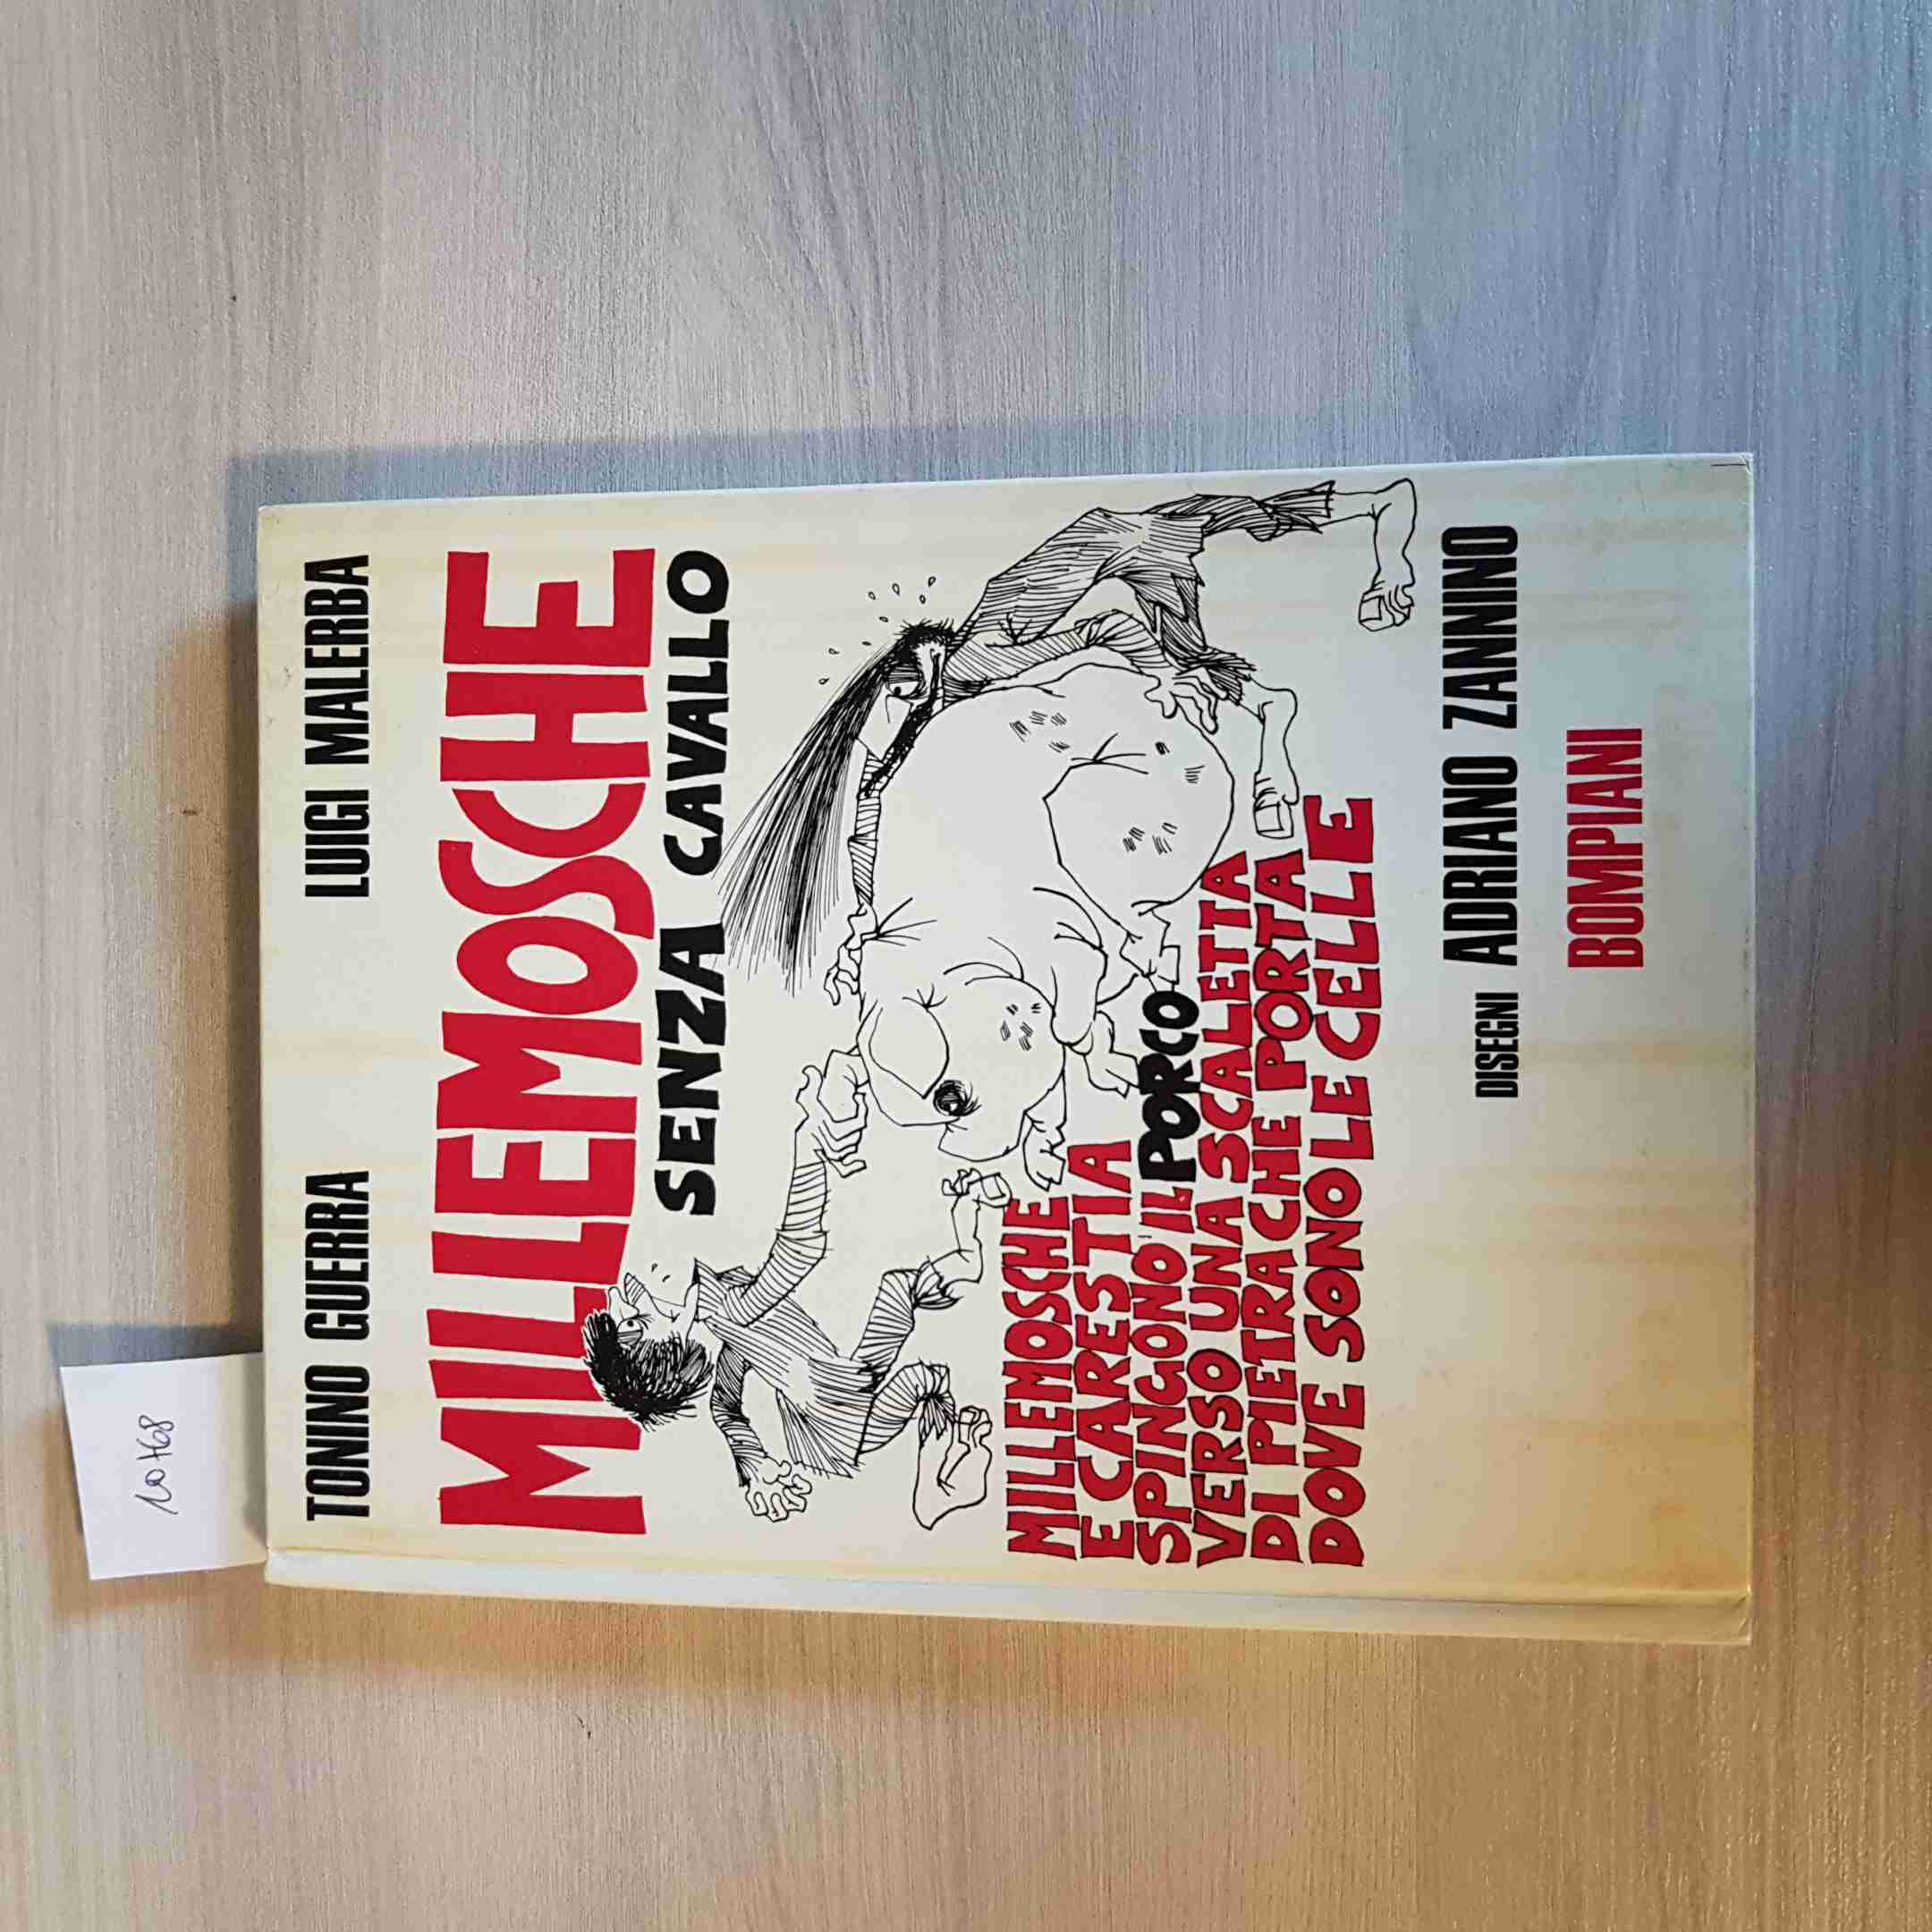 TONINO GUERRA LUIGI MALERBA
MILLEMOSCHE
SENZA CAVALLO
MILLEMOSCHE
E CARESTIA
SPINGONO IL PORCO
VERSO UNA SCALETTA
DI PIETRA CHE PORTA
DOVE SONO LE CELLE
DISEGNI ADRIANO ZANNINO
BOMPIANI